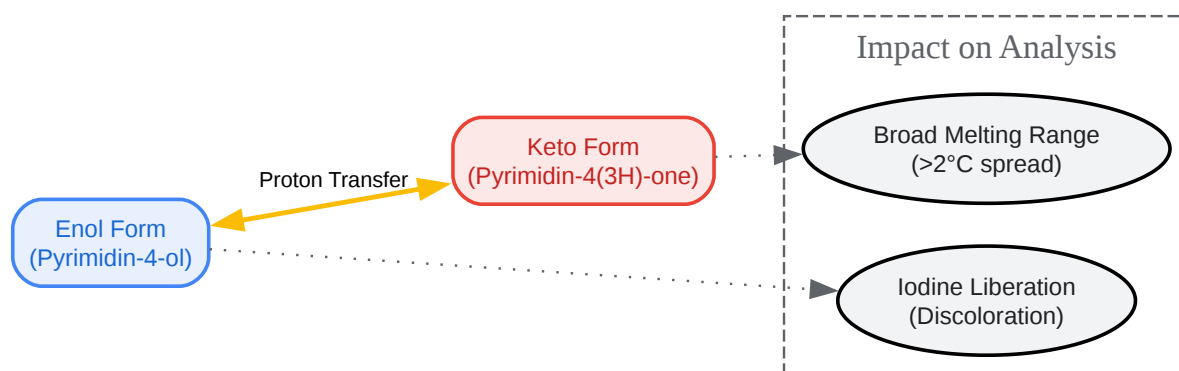 Impact on Analysis
Broad Melting Range
(>2°C spread)
Keto Form
(Pyrimidin-4(3H)-one)
Proton Transfer
Enol Form
(Pyrimidin-4-ol)
Iodine Liberation
(Discoloration)